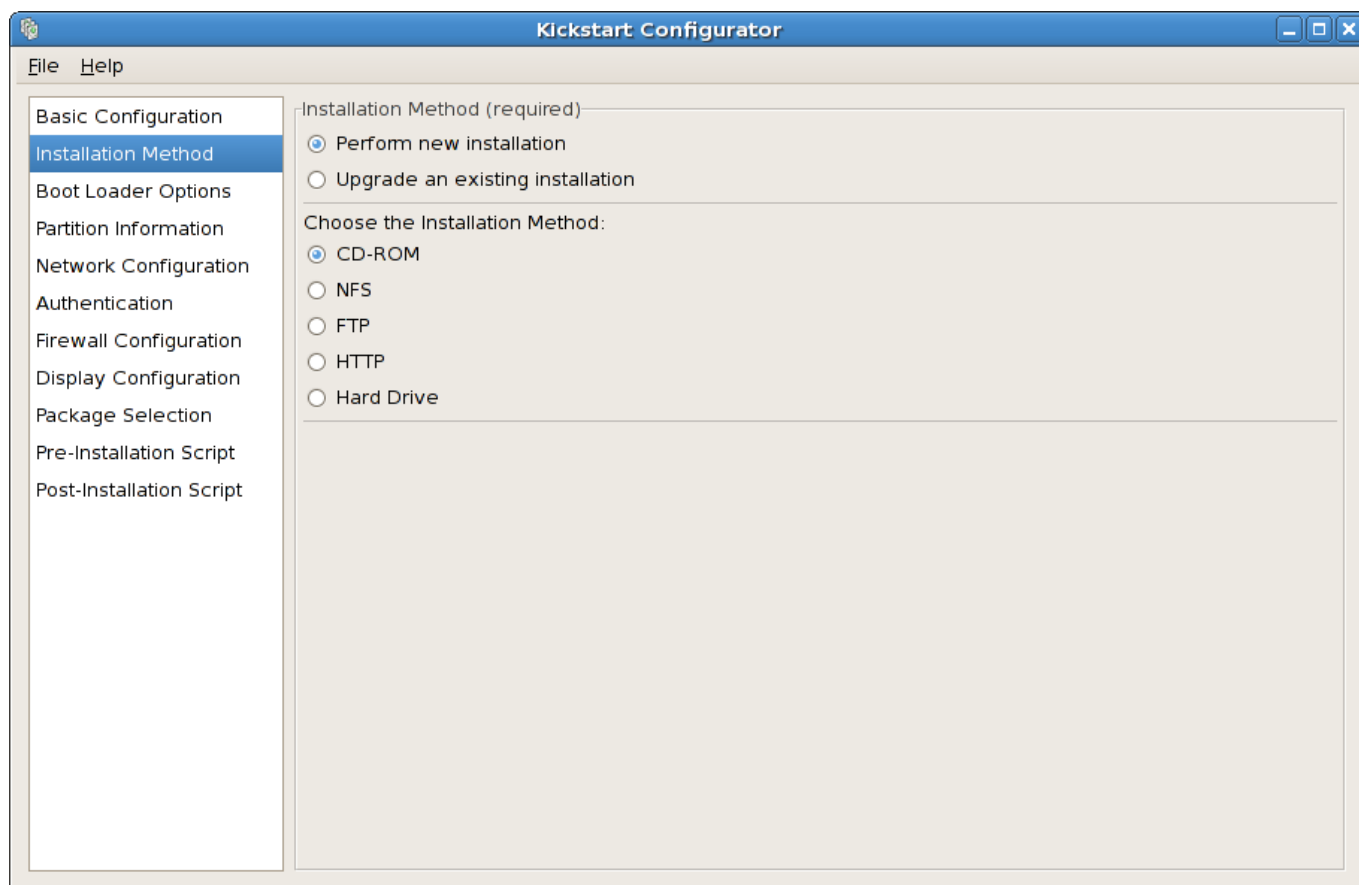 Kickstart Configurator
File Help
Basic Configuration
Installation Method
Boot Loader Options
Partition Information
Network Configuration
Authentication
Firewall Configuration
Display Configuration
Package Selection
Pre-Installation Script
Post-Installation Script
Installation Method (required)
Perform new installation
Upgrade an existing installation
Choose the Installation Method:
CD-ROM
NFS
FTP
HTTP
Hard Drive